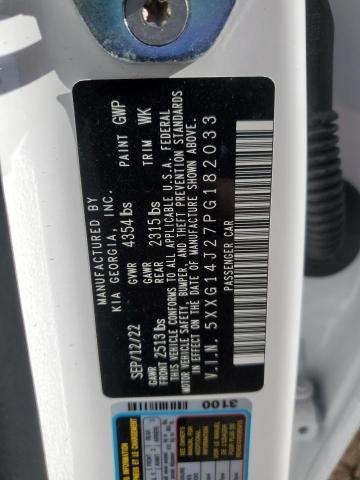 MANUFACTURED BY
KIA GEORGIA, INC.
SEP/12/22 GVWR 4354 lbs PAINT GWP
GAWR FRONT 2513 lbs GAWR REAR 2315 lbs TRIM WK
THIS VEHICLE CONFORMS TO ALL APPLICABLE U.S.A. FEDERAL
MOTOR VEHICLE SAFETY, BUMPER, AND THEFT PREVENTION STANDARDS
IN EFFECT ON THE DATE OF MANUFACTURE SHOWN ABOVE.
V.I.N. 5XXG14J27PG182033
PASSENGER CAR
3100
INFORMATION